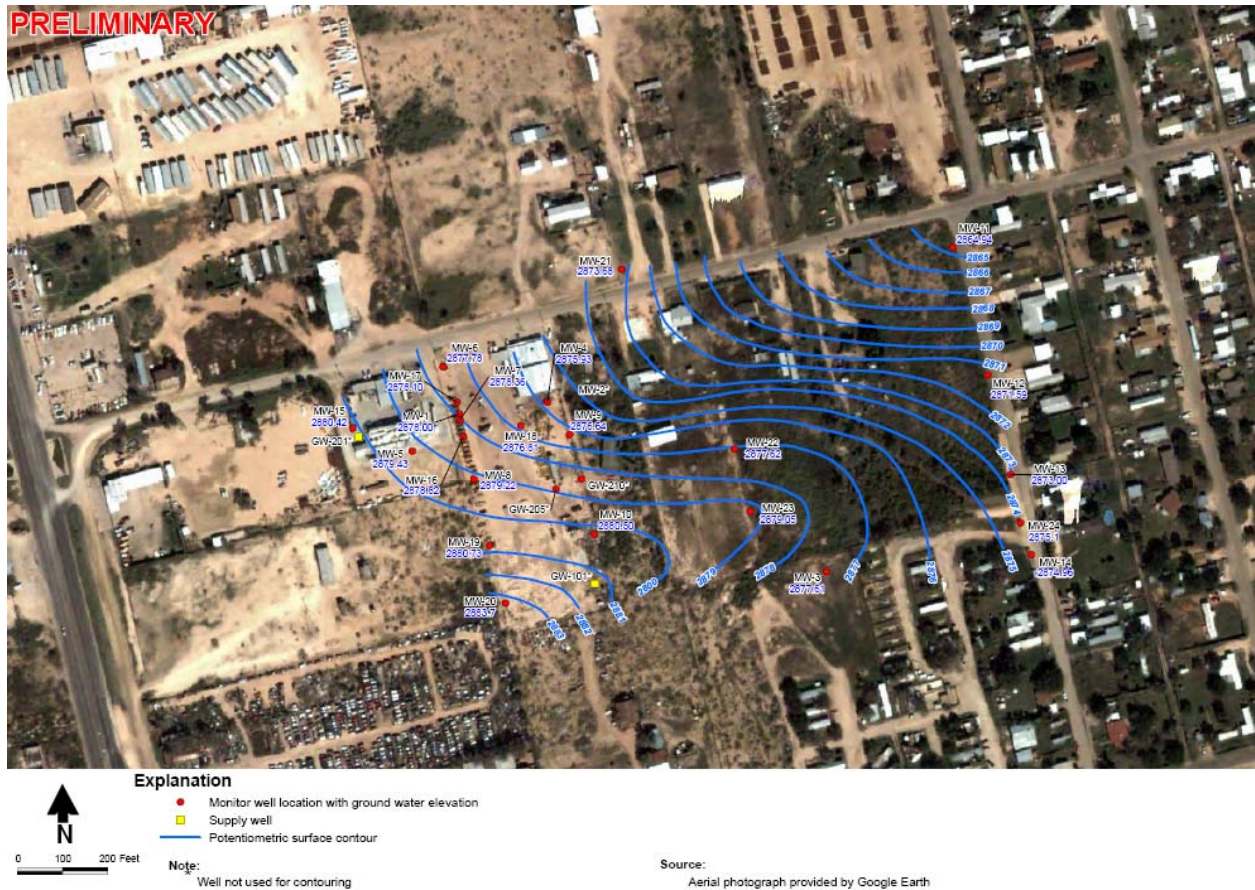 PRELIMINARY
MW-11
2864.94
2865
2866
2867
2868
2869
2870
2871
MW-21
2873.68
MW-6
2877.78
MW-4
2875.93
MW-7
2878.36
MW-17
2878.10
MW-2*
MW-12
2871.59
2872
MW-15
2880.42
GW-201*
MW-1
2878.00
MW-9
2876.64
MW-18
2876.81
MW-5
2879.43
MW-22
2877.62
2873
MW-13
2873.00
MW-16
2878.62
MW-8
2879.22
GW-210*
GW-205*
MW-23
2879.05
2874
MW-24
2875.1
MW-10
2880.50
MW-19
2880.73
MW-14
2874.96
2875
2876
2877
2878
2879
MW-3
2877.61
GW-101*
2881
2882
2883
MW-20
2883.7
Explanation
Monitor well location with ground water elevation
Supply well
Potentiometric surface contour
N
0 100 200 Feet
Note:
* Well not used for contouring
Source:
Aerial photograph provided by Google Earth